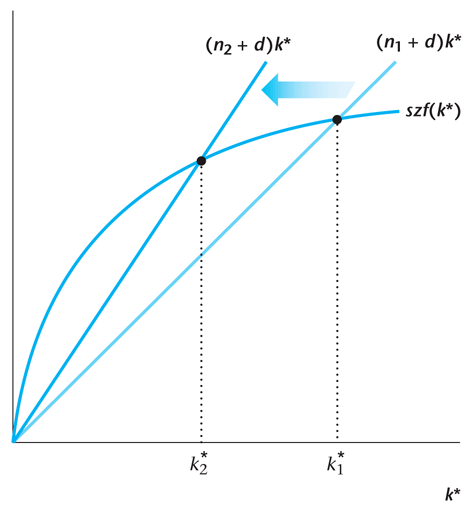 (n₂ + d)k*
(n₁ + d)k*
szf(k*)
k₂*
k₁*
k*